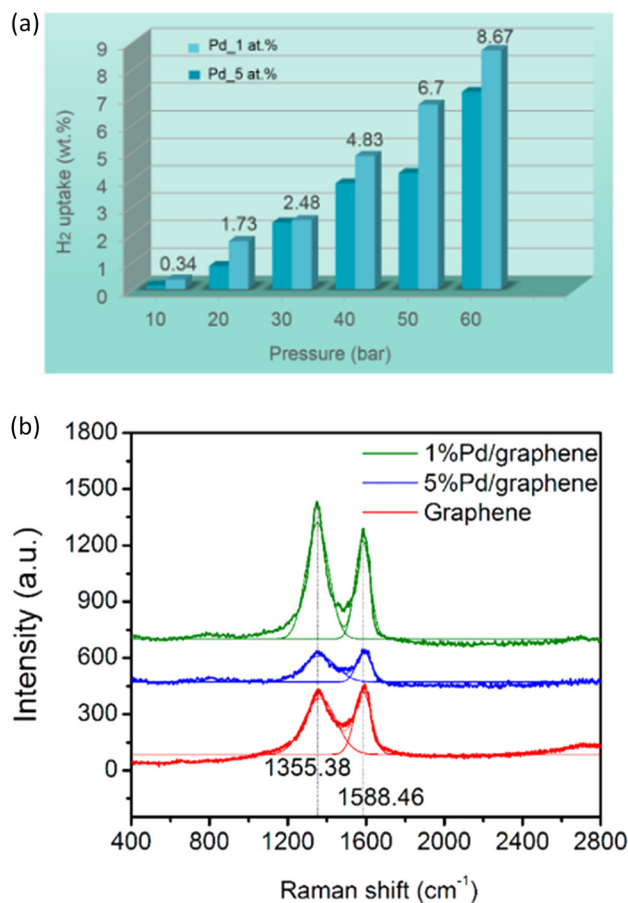 (a)
Pd_1 at.%
Pd_5 at.%
H2 uptake (wt.%)
9
8
7
6
5
4
3
2
1
0
0.34
1.73
2.48
4.83
6.7
8.67
10 20 30 40 50 60
Pressure (bar)
(b)
1%Pd/graphene
5%Pd/graphene
Graphene
Intensity (a.u.)
1800
1500
1200
900
600
300
0
1355.38
1588.46
400 800 1200 1600 2000 2400 2800
Raman shift (cm⁻¹)